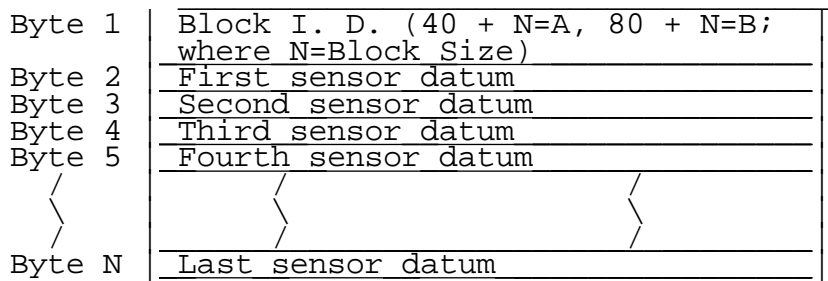 Byte 1 Block I. D. (40 + N=A, 80 + N=B;
where N=Block Size)
Byte 2 First sensor datum
Byte 3 Second sensor datum
Byte 4 Third sensor datum
Byte 5 Fourth sensor datum
/ / /
\ \ \
/ / /
Byte N Last sensor datum